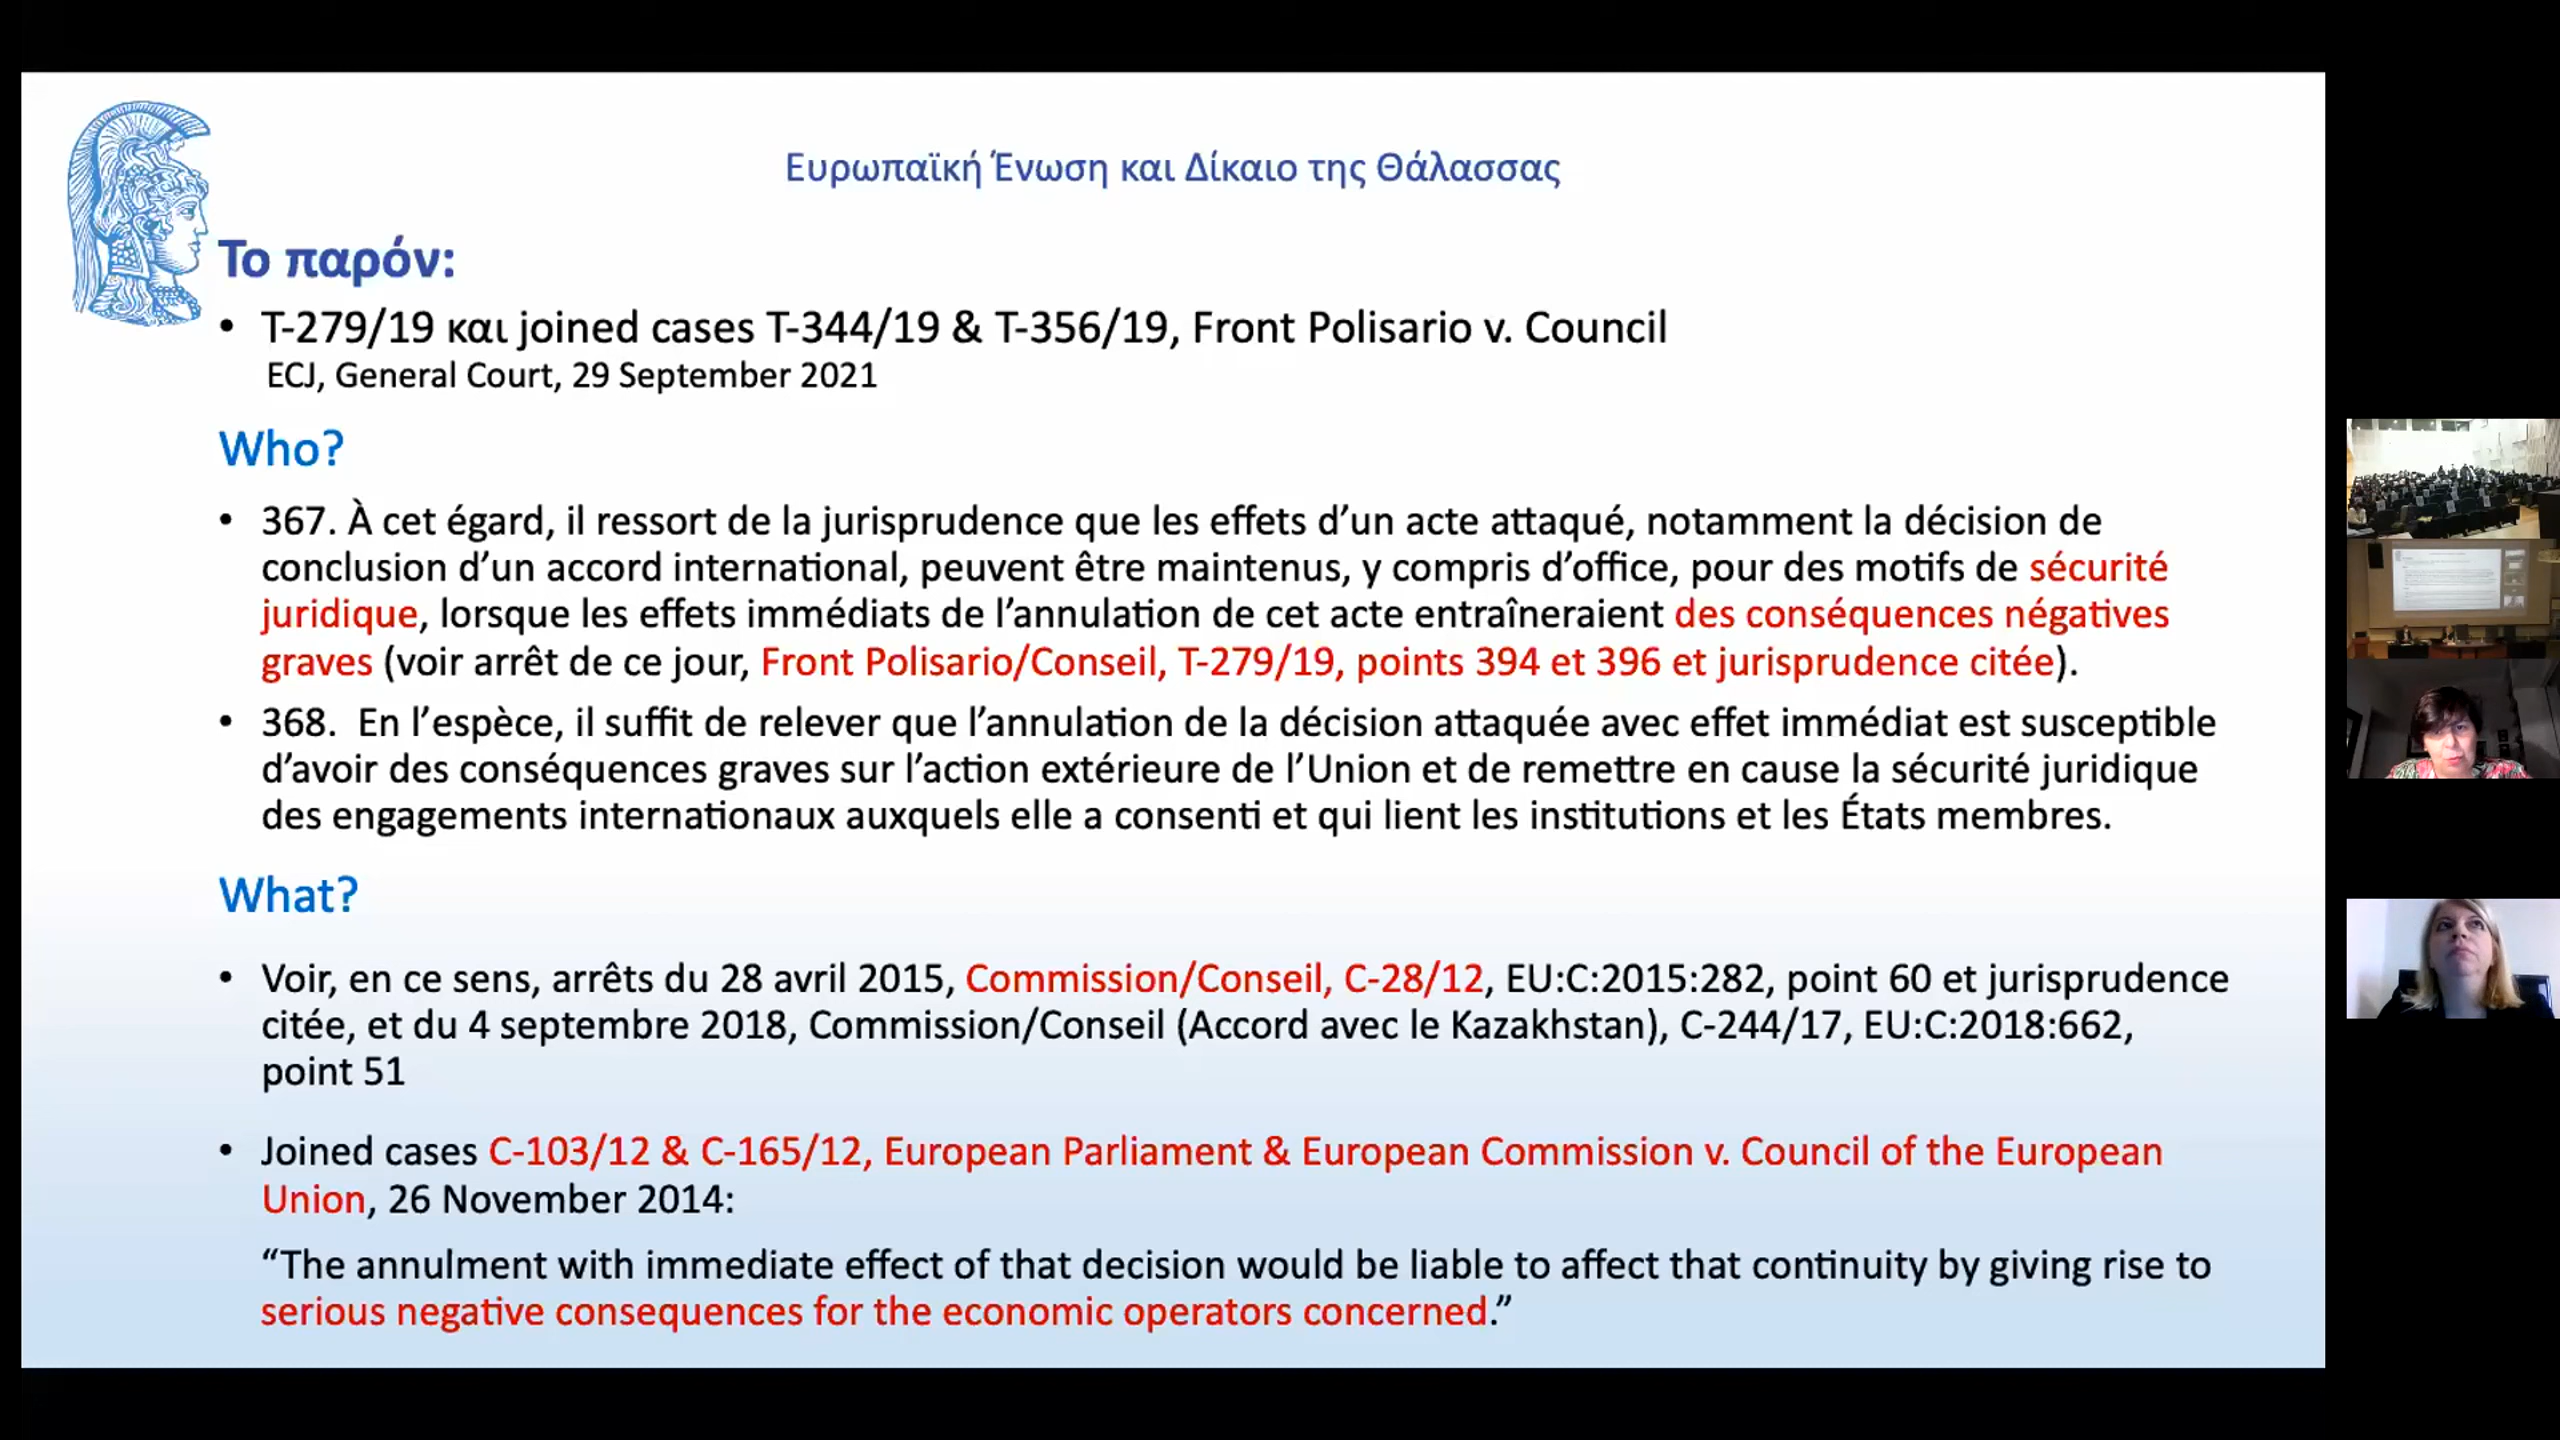 Ευρωπαϊκή Ένωση και Δίκαιο της Θάλασσας
Το παρόν:
• T-279/19 και joined cases T-344/19 & T-356/19, Front Polisario v. Council
ECJ, General Court, 29 September 2021
Who?
• 367. À cet égard, il ressort de la jurisprudence que les effets d’un acte attaqué, notamment la décision de
conclusion d’un accord international, peuvent être maintenus, y compris d’office, pour des motifs de sécurité
juridique, lorsque les effets immédiats de l’annulation de cet acte entraîneraient des conséquences négatives
graves (voir arrêt de ce jour, Front Polisario/Conseil, T-279/19, points 394 et 396 et jurisprudence citée).
• 368. En l’espèce, il suffit de relever que l’annulation de la décision attaquée avec effet immédiat est susceptible
d’avoir des conséquences graves sur l’action extérieure de l’Union et de remettre en cause la sécurité juridique
des engagements internationaux auxquels elle a consenti et qui lient les institutions et les États membres.
What?
• Voir, en ce sens, arrêts du 28 avril 2015, Commission/Conseil, C-28/12, EU:C:2015:282, point 60 et jurisprudence
citée, et du 4 septembre 2018, Commission/Conseil (Accord avec le Kazakhstan), C-244/17, EU:C:2018:662,
point 51
• Joined cases C-103/12 & C-165/12, European Parliament & European Commission v. Council of the European
Union, 26 November 2014:
“The annulment with immediate effect of that decision would be liable to affect that continuity by giving rise to
serious negative consequences for the economic operators concerned.”